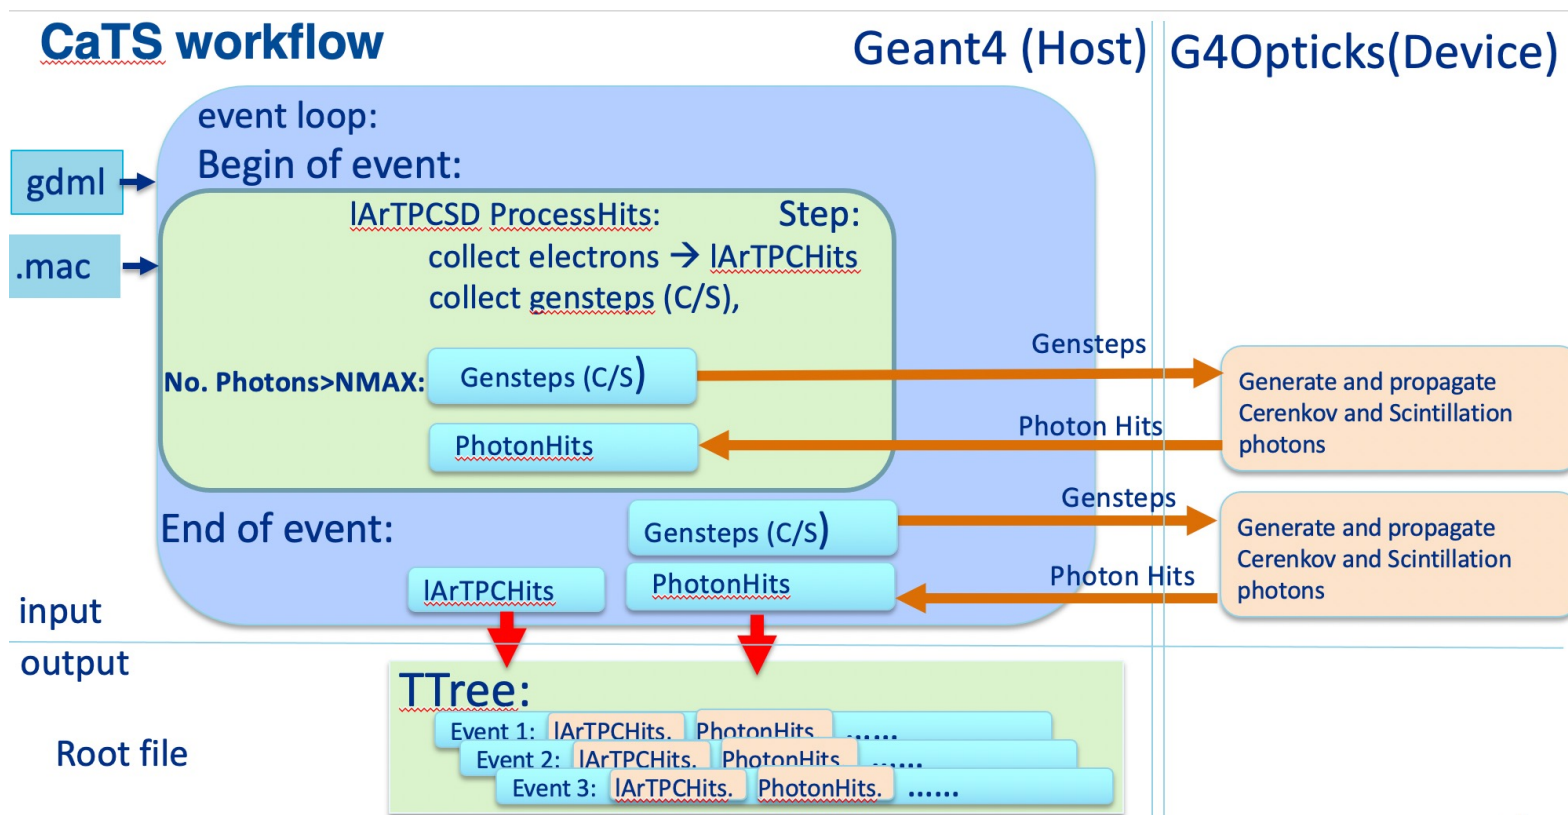 CaTS workflow
Geant4 (Host)
G4Opticks(Device)
event loop:
Begin of event:
gdml
.mac
lArTPCSD ProcessHits:
Step:
collect electrons → lArTPCHits
collect gensteps (C/S),
No. Photons>NMAX:
Gensteps (C/S)
Gensteps
Generate and propagate
Cerenkov and Scintillation
photons
PhotonHits
Photon Hits
End of event:
Gensteps (C/S)
Gensteps
Generate and propagate
Cerenkov and Scintillation
photons
lArTPCHits
PhotonHits
Photon Hits
input
output
Root file
TTree:
Event 1: lArTPCHits. PhotonHits ......
Event 2: lArTPCHits. PhotonHits. ......
Event 3: lArTPCHits. PhotonHits. ......